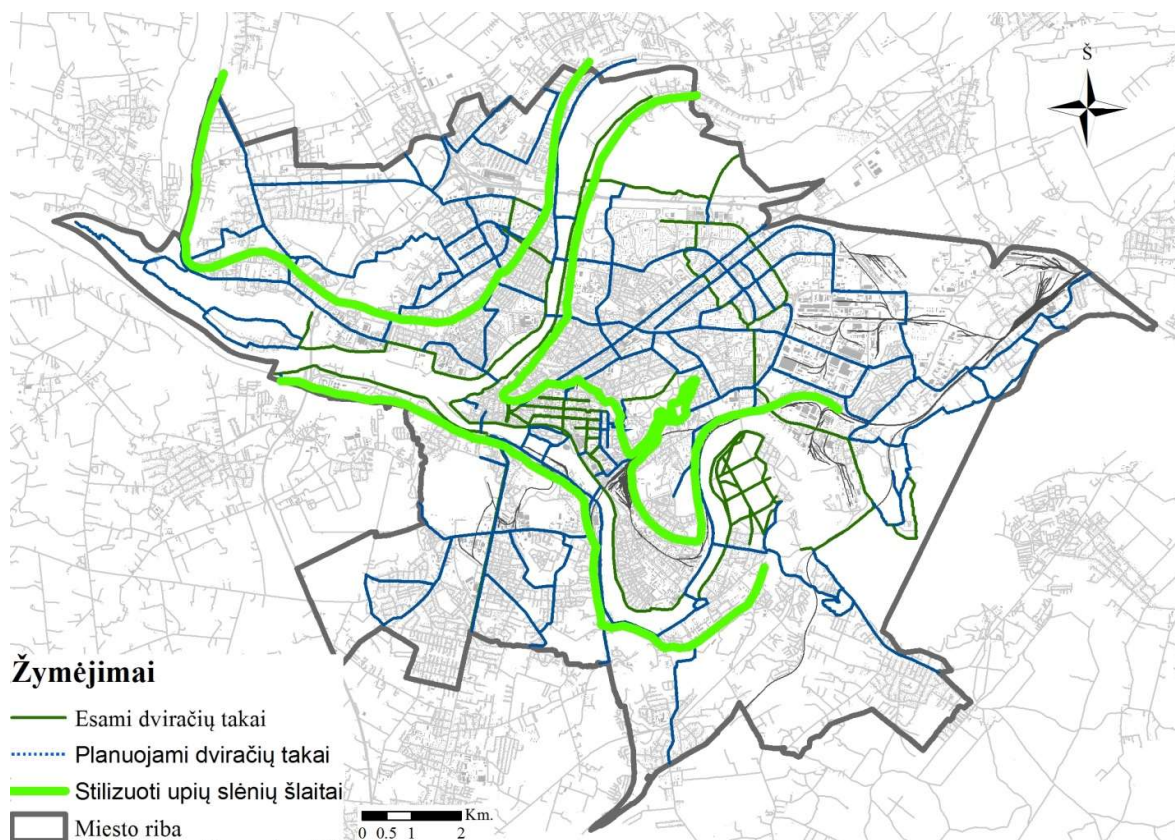 Š
Žymėjimai
Esami dviračių takai
Planuojami dviračių takai
Stilizuoti upių slėnių šlaitai
Miesto riba
Km.
0 0.5 1 2